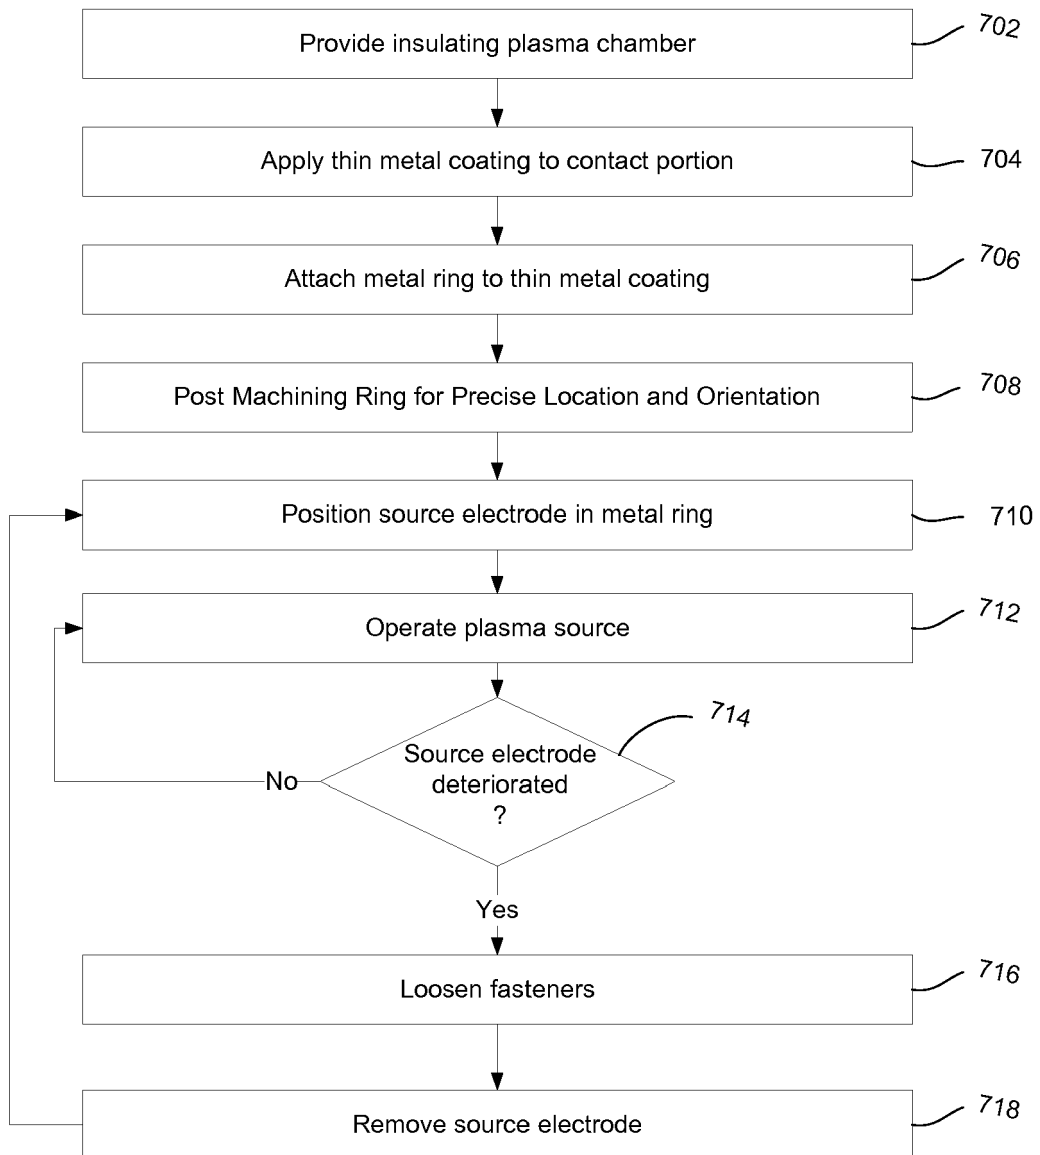 Provide insulating plasma chamber
702
Apply thin metal coating to contact portion
704
Attach metal ring to thin metal coating
706
Post Machining Ring for Precise Location and Orientation
708
Position source electrode in metal ring
710
Operate plasma source
712
714
Source electrode
deteriorated
?
No
Yes
Loosen fasteners
716
Remove source electrode
718